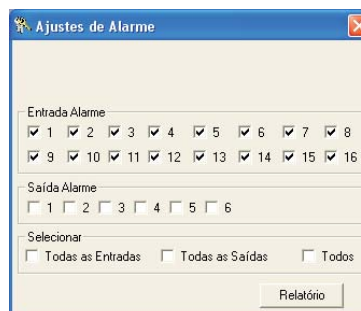 Ajustes de Alarme
Entrada Alarme
1 2 3 4 5 6 7 8
9 10 11 12 13 14 15 16
Saída Alarme
1 2 3 4 5 6
Selecionar
Todas as Entradas Todas as Saídas Todos
Relatório